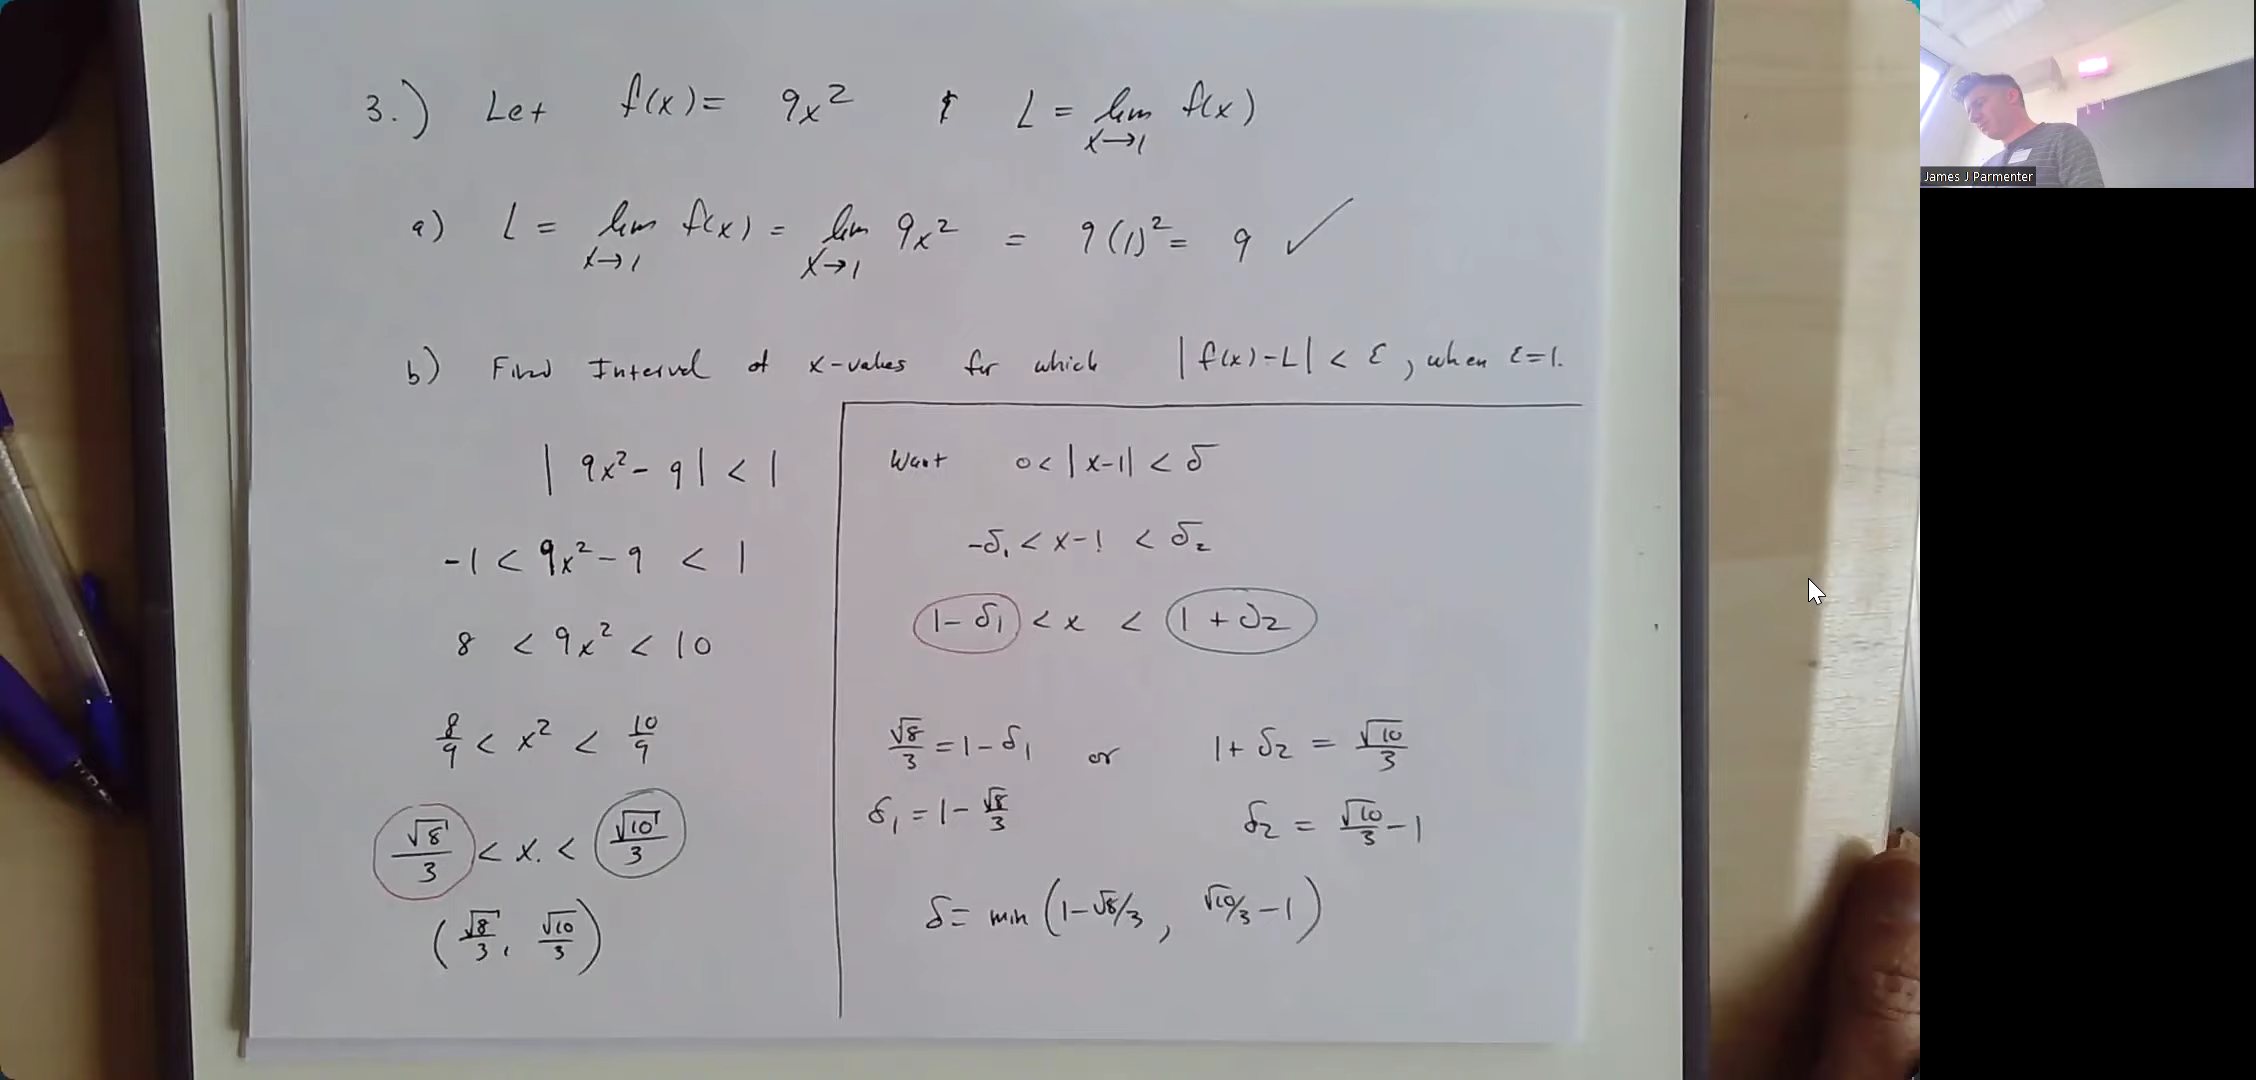 3.) Let f(x) = 9x² & L = lim x→1 f(x)
a) L = lim x→1 f(x) = lim x→1 9x² = 9(1)² = 9 ✓
b) Find Interval of x-values for which |f(x)-L| < ε, when ε=1.
|9x² - 9| < 1
-1 < 9x² - 9 < 1
8 < 9x² < 10
8/9 < x² < 10/9
√8/3 < x < √10/3
(√8/3, √10/3)
Want 0 < |x-1| < δ
-δ₁ < x-1 < δ₂
1-δ₁ < x < 1+δ₂
√8/3 = 1-δ₁ or 1+δ₂ = √10/3
δ₁ = 1-√8/3 δ₂ = √10/3 - 1
δ = min (1-√8/3, √10/3-1)
James J Parmenter